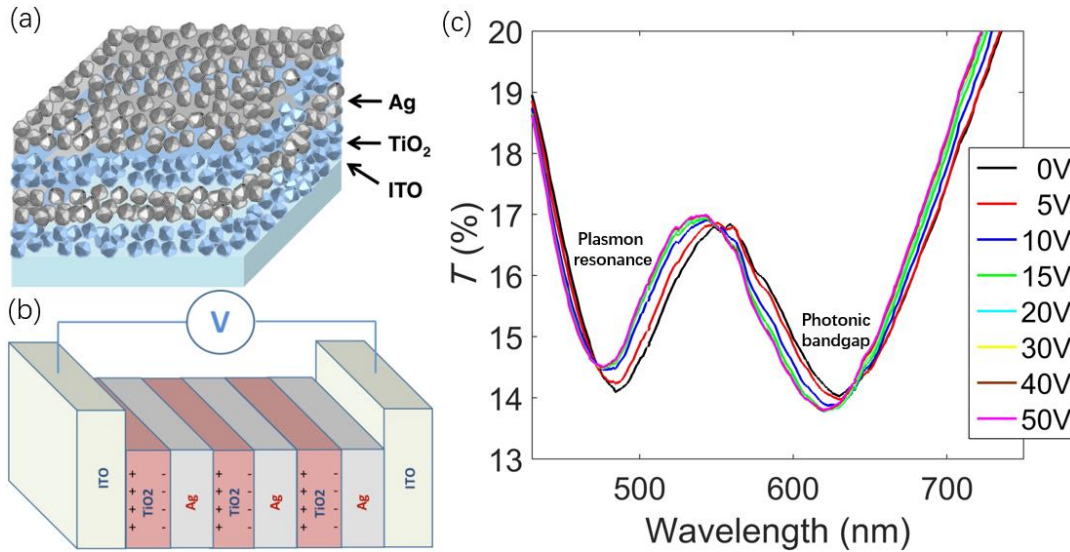 (a)
Ag
TiO₂
ITO
(b)
V
ITO
+ + + +
TiO2
- - - -
Ag
+ + + +
TiO2
- - - -
Ag
+ + + +
TiO2
- - - -
Ag
ITO
(c)
20
19
18
17
16
15
14
13
T (%)
Plasmon
resonance
Photonic
bandgap
500
600
700
Wavelength (nm)
0V
5V
10V
15V
20V
30V
40V
50V